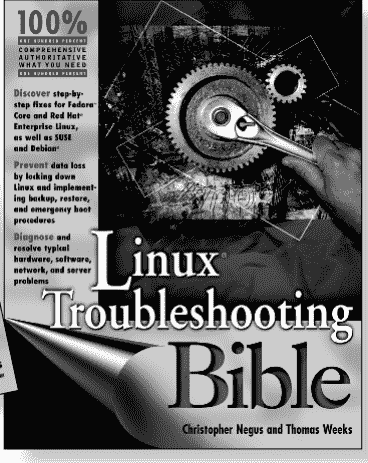 100%
ONE HUNDRED PERCENT
COMPREHENSIVE
AUTHORITATIVE
WHAT YOU NEED
ONE HUNDRED PERCENT
Discover step-by-
step fixes for Fedora™
Core and Red Hat®
Enterprise Linux,
as well as SUSE
and Debian®
Prevent data loss
by locking down
Linux and implement-
ing backup, restore,
and emergency boot
procedures
Diagnose and
resolve typical
hardware, software,
network, and server
problems
Linux®
Troubleshooting
Bible
Christopher Negus and Thomas Weeks